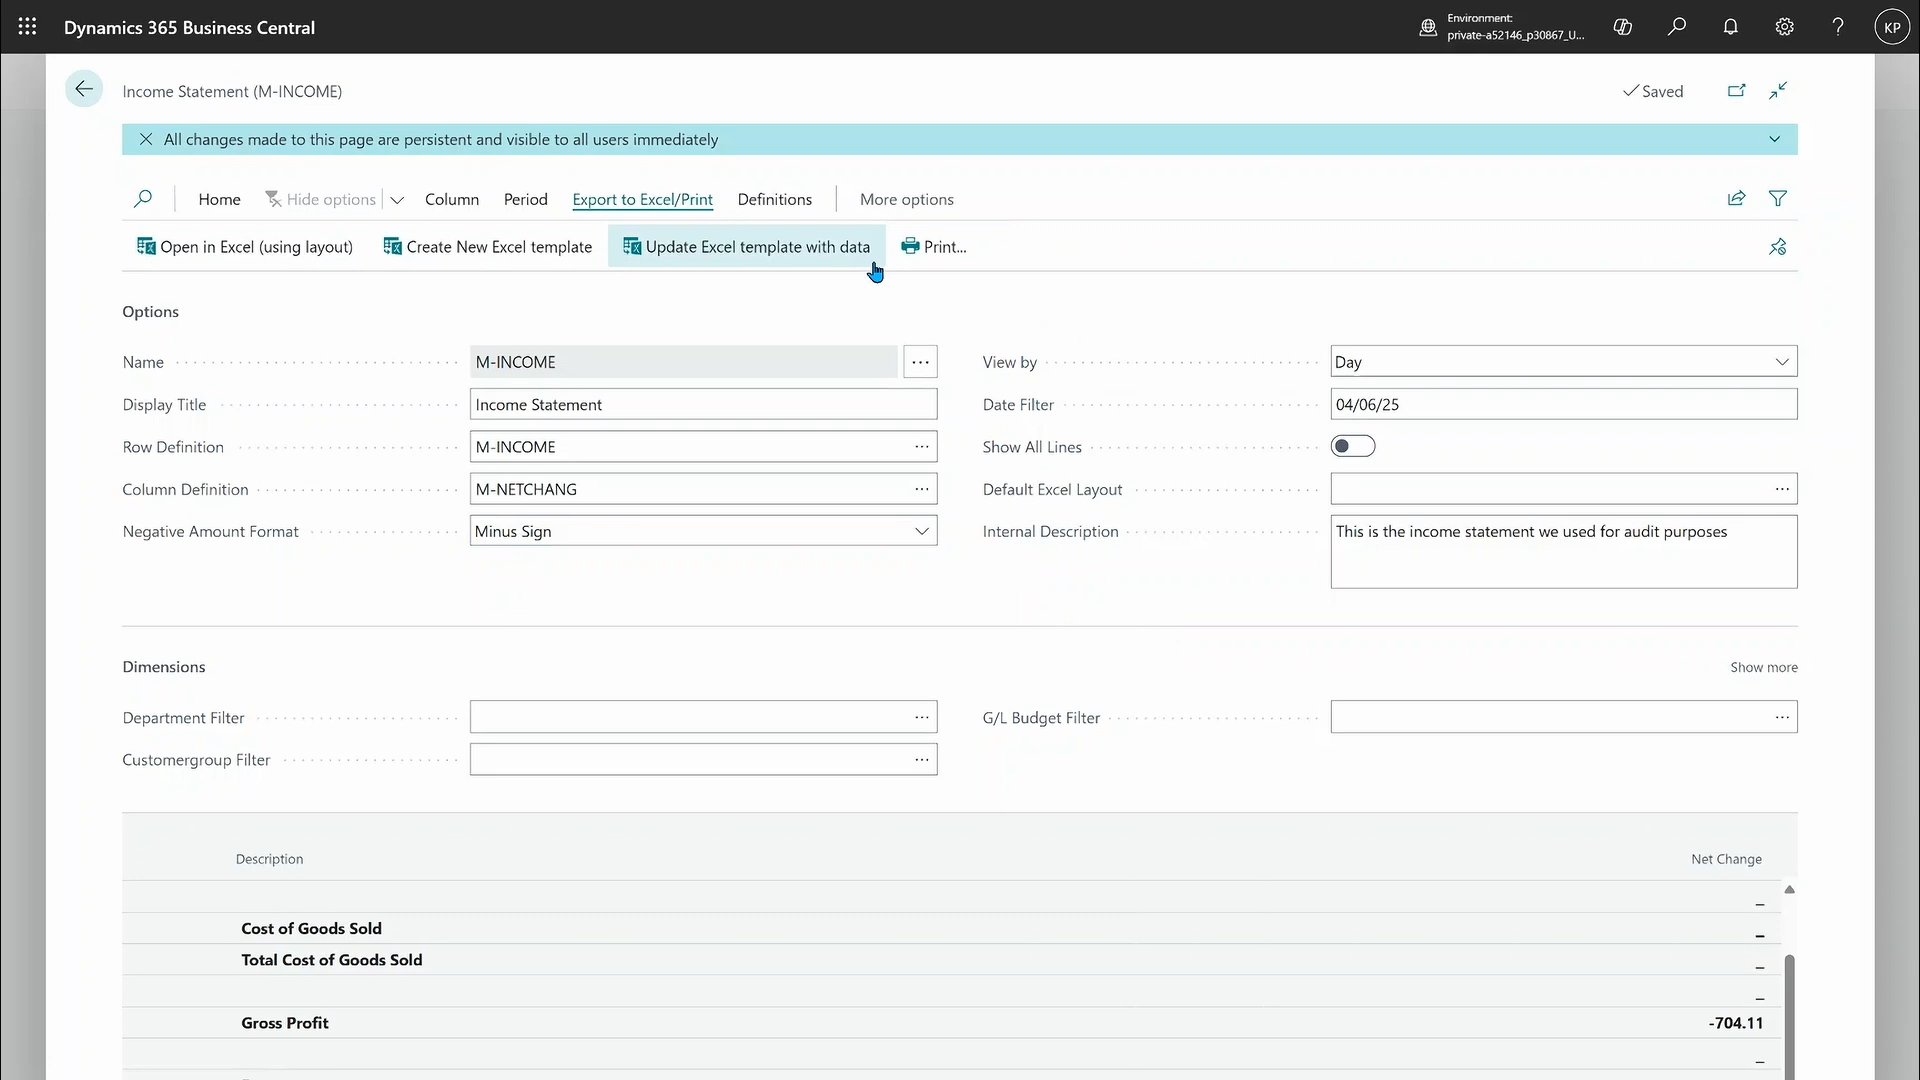 Dynamics 365 Business Central
Environment:
private-a52146_p30867_U...
KP
Income Statement (M-INCOME)
Saved
All changes made to this page are persistent and visible to all users immediately
Home Hide options Column Period Export to Excel/Print Definitions More options
Open in Excel (using layout) Create New Excel template Update Excel template with data Print...
Options
Name M-INCOME
View by Day
Display Title Income Statement
Date Filter 04/06/25
Row Definition M-INCOME
Show All Lines
Column Definition M-NETCHANG
Default Excel Layout
Negative Amount Format Minus Sign
Internal Description This is the income statement we used for audit purposes
Dimensions Show more
Department Filter
G/L Budget Filter
Customergroup Filter
Description Net Change
–
Cost of Goods Sold –
Total Cost of Goods Sold –
–
Gross Profit -704.11
–